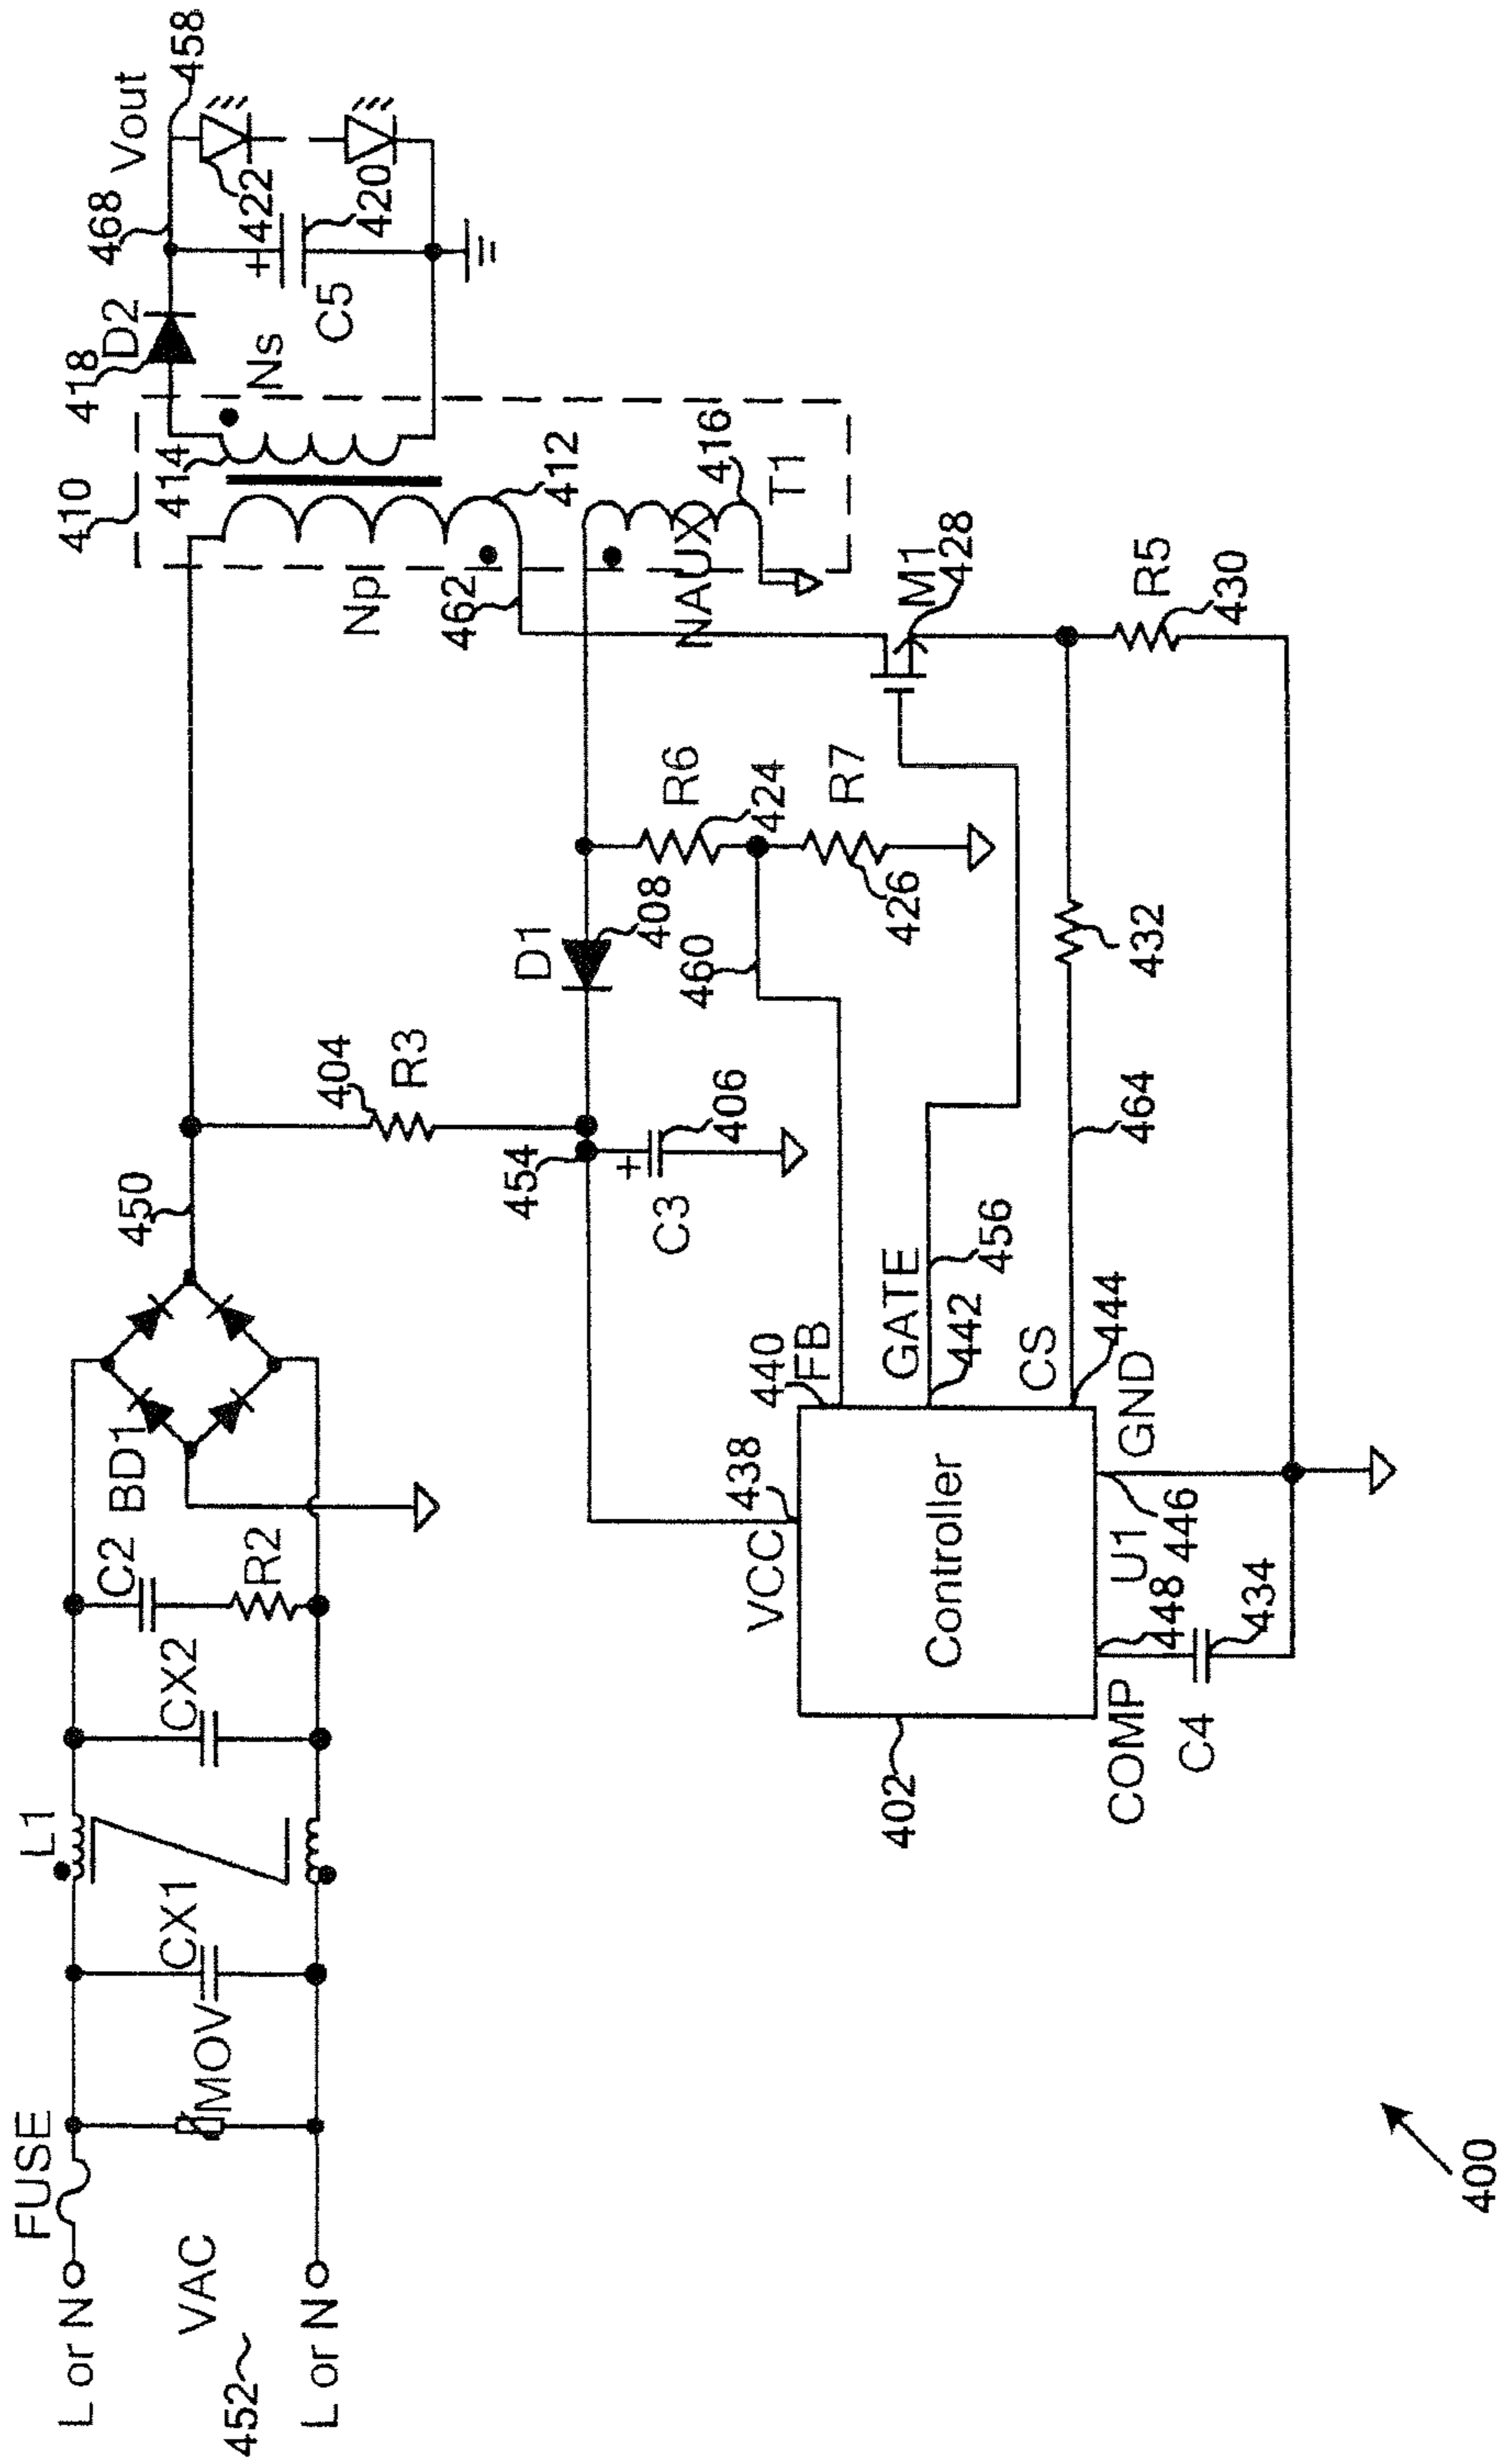 FUSE
L or N
VAC
452
L or N
MOV
CX1
L1
CX2
C2
R2
BD1
450
404
R3
454
C3
406
D1
408
R6
424
R7
426
460
410
414
412
Np
462
NAUX
416
T1
Ns
418
D2
468
Vout
458
422
420
C5
M1
428
R5
430
432
464
456
VCC
438
440
FB
GATE
442
CS
444
GND
446
U1
448
COMP
C4
434
Controller
402
400